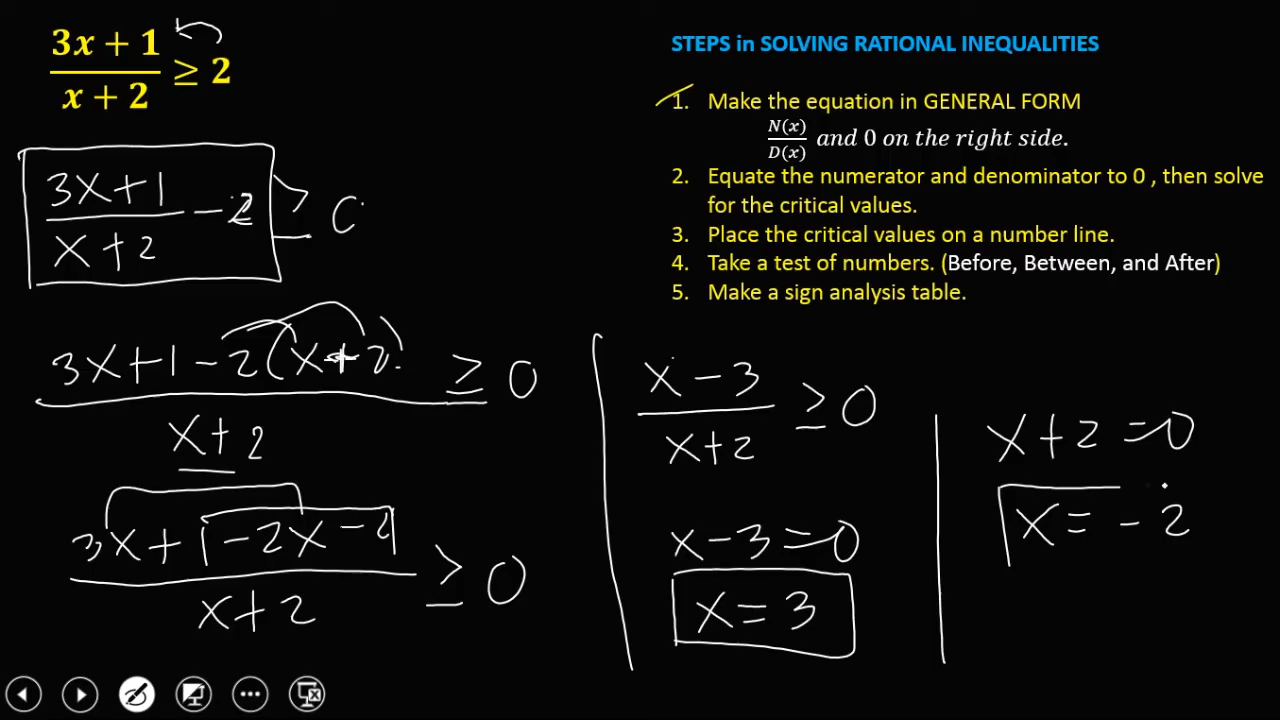 3x + 1
x + 2
≥ 2
3x+1
x+2
-2 ≥ 0
3x+1-2(x+2)
x+2
≥ 0
3x+1-2x-4
x+2
≥ 0
STEPS in SOLVING RATIONAL INEQUALITIES
1. Make the equation in GENERAL FORM
N(x)
D(x)
and 0 on the right side.
2. Equate the numerator and denominator to 0 , then solve
for the critical values.
3. Place the critical values on a number line.
4. Take a test of numbers. (Before, Between, and After)
5. Make a sign analysis table.
x-3
x+2
≥ 0
x-3=0
x=3
x+2=0
x=-2